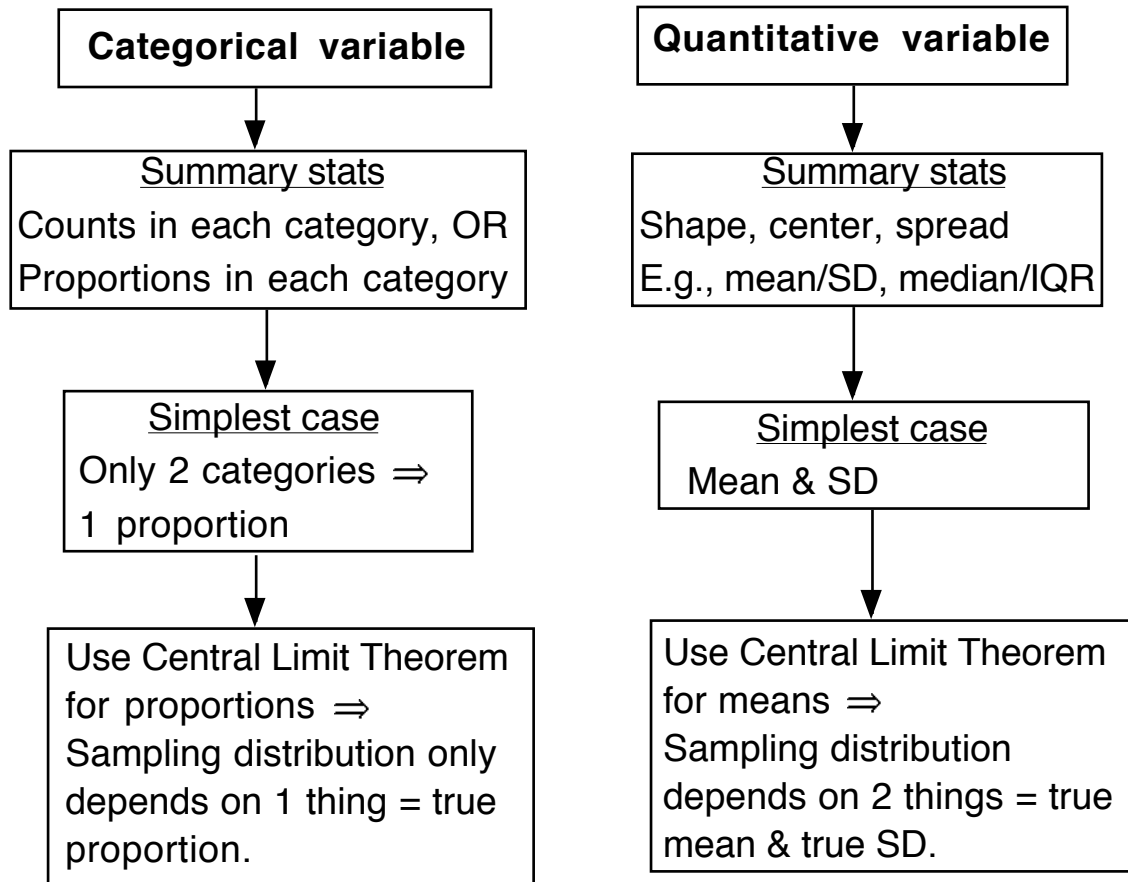 Categorical variable
Summary stats
Counts in each category, OR
Proportions in each category
Simplest case
Only 2 categories ⇒
1 proportion
Use Central Limit Theorem
for proportions ⇒
Sampling distribution only
depends on 1 thing = true
proportion.
Quantitative variable
Summary stats
Shape, center, spread
E.g., mean/SD, median/IQR
Simplest case
Mean & SD
Use Central Limit Theorem
for means ⇒
Sampling distribution
depends on 2 things = true
mean & true SD.